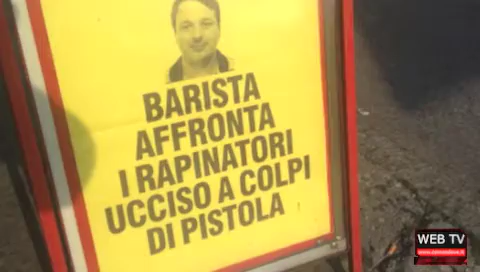 BARISTA
AFFRONTA
I RAPINATORI
UCCISO A COLPI
DI PISTOLA
WEB TV